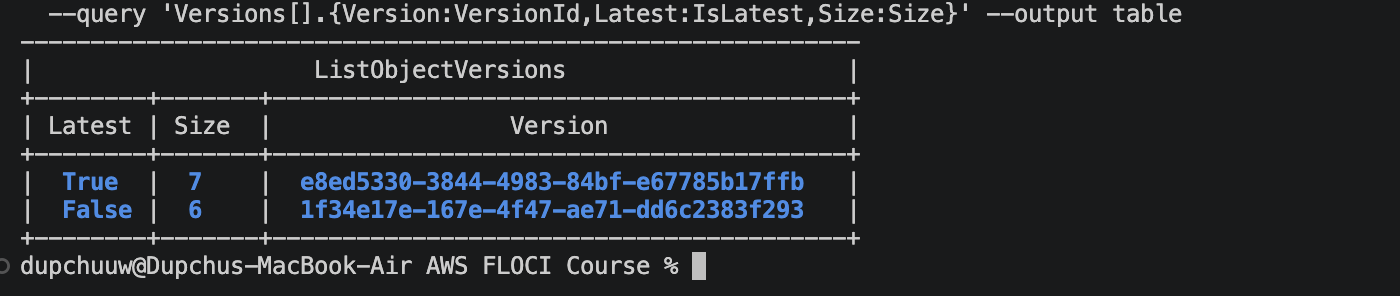 --query 'Versions[].{Version:VersionId,Latest:IsLatest,Size:Size}' --output table
-----------------------------------------------------------
|                    ListObjectVersions                   |
+--------+-------+----------------------------------------+
| Latest | Size  |                 Version                |
+--------+-------+----------------------------------------+
|  True  |  7    |  e8ed5330-3844-4983-84bf-e67785b17ffb  |
|  False |  6    |  1f34e17e-167e-4f47-ae71-dd6c2383f293  |
+--------+-------+----------------------------------------+
dupchuuw@Dupchus-MacBook-Air AWS FLOCI Course %